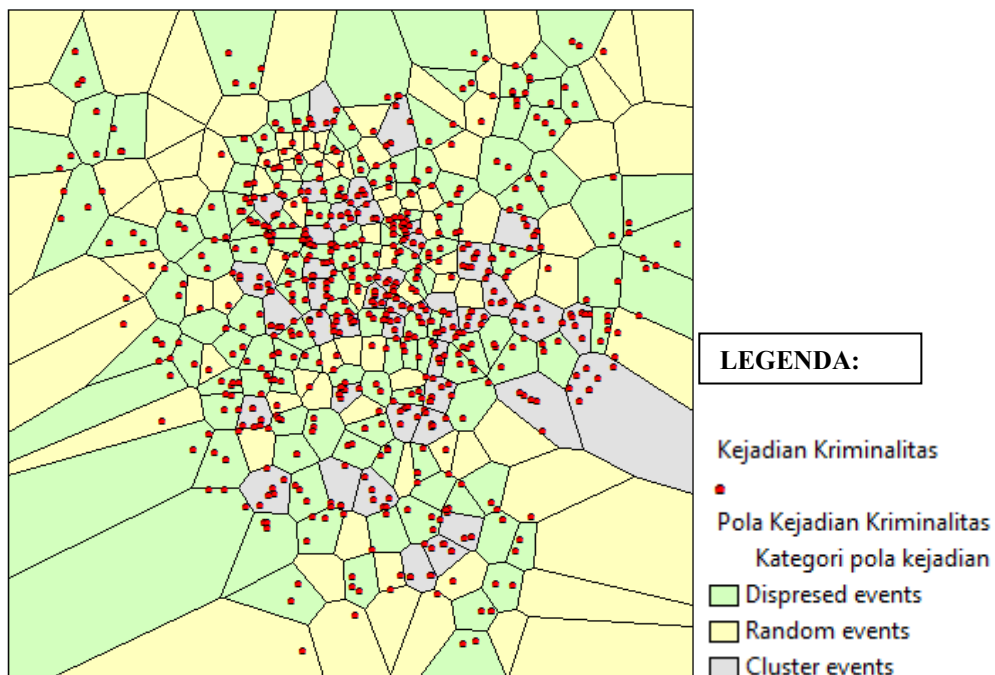 LEGENDA:
Kejadian Kriminalitas
Pola Kejadian Kriminalitas
Kategori pola kejadian
Dispresed events
Random events
Cluster events